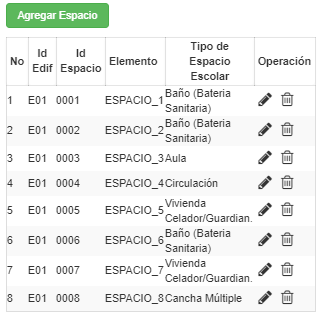 Agregar Espacio
No Id Edif Id Espacio Elemento Tipo de Espacio Escolar Operación
1 E01 0001 ESPACIO_1 Baño (Bateria Sanitaria)
2 E01 0002 ESPACIO_2 Baño (Bateria Sanitaria)
3 E01 0003 ESPACIO_3 Aula
4 E01 0004 ESPACIO_4 Circulación
5 E01 0005 ESPACIO_5 Vivienda Celador/Guardian.
6 E01 0006 ESPACIO_6 Baño (Bateria Sanitaria)
7 E01 0007 ESPACIO_7 Vivienda Celador/Guardian.
8 E01 0008 ESPACIO_8 Cancha Múltiple